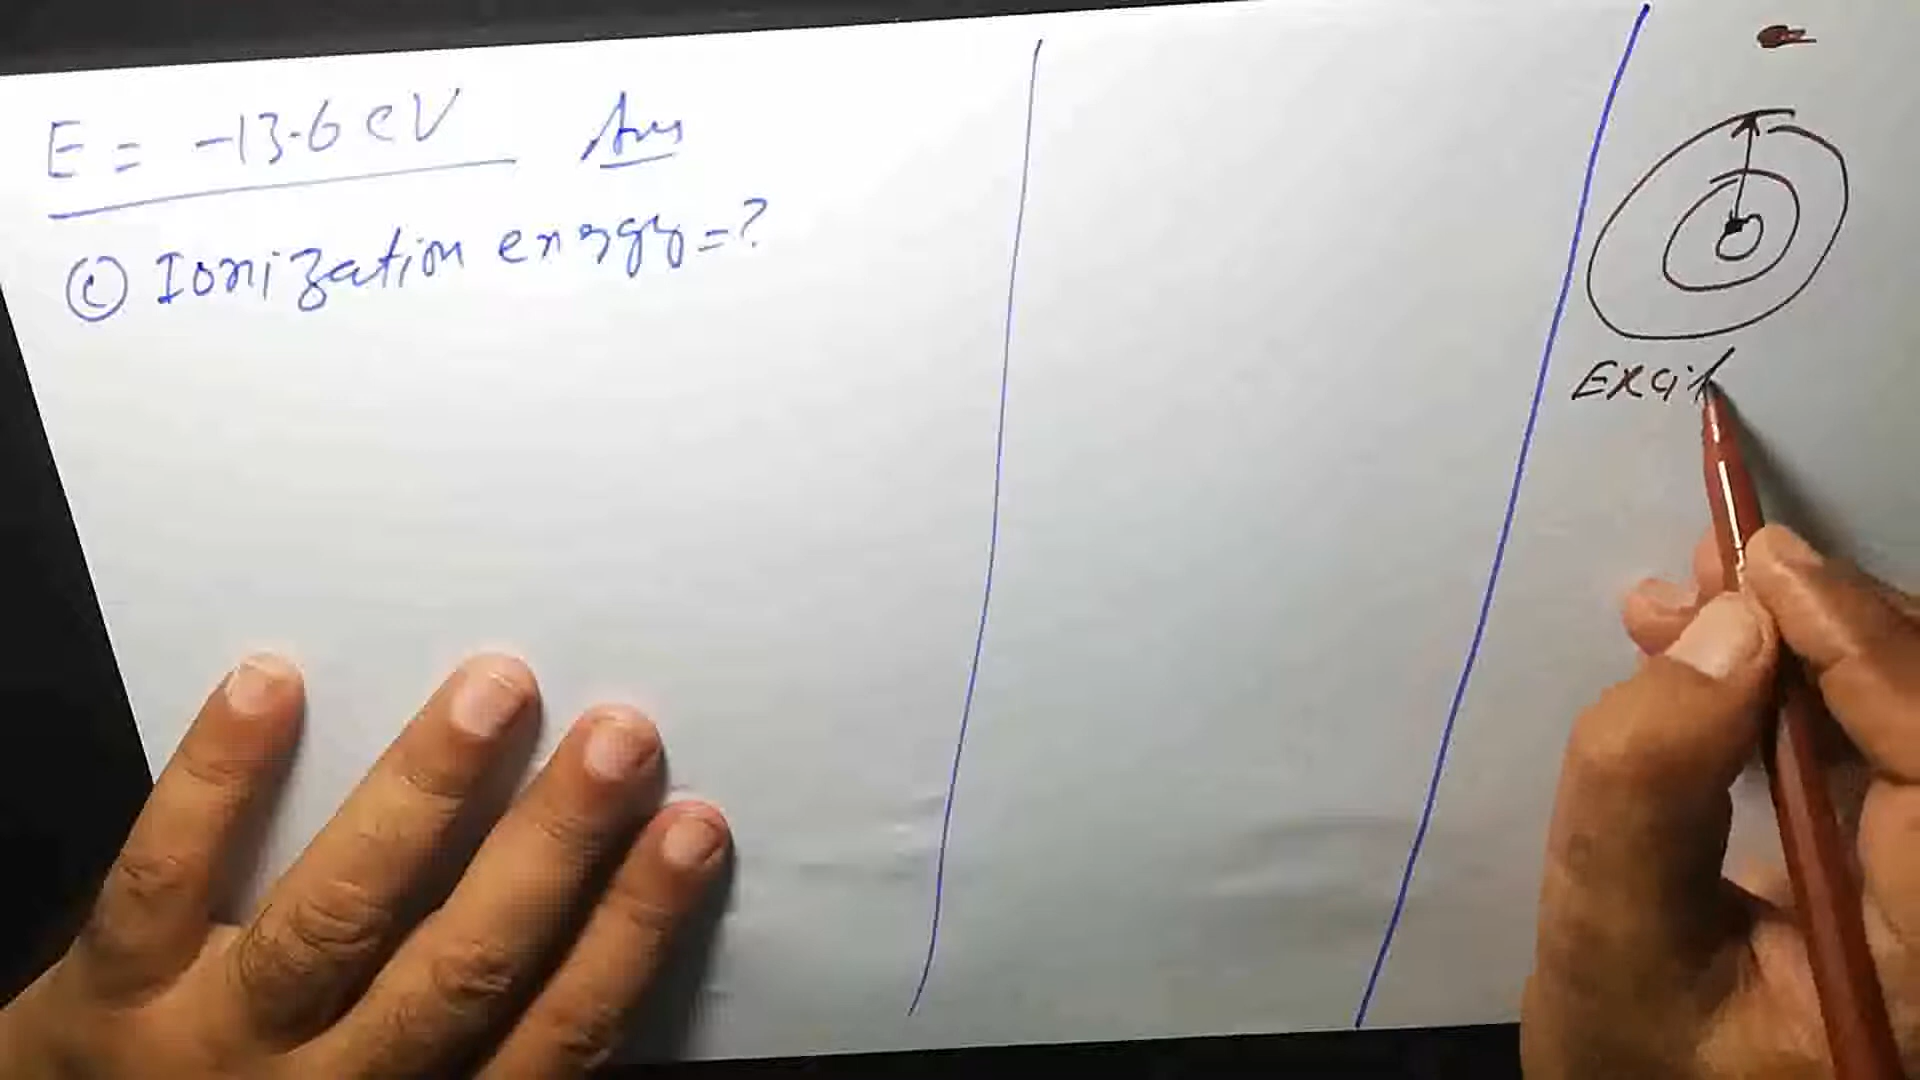 E = -13.6 eV Ans
(C) Ionization energy = ?
Excit